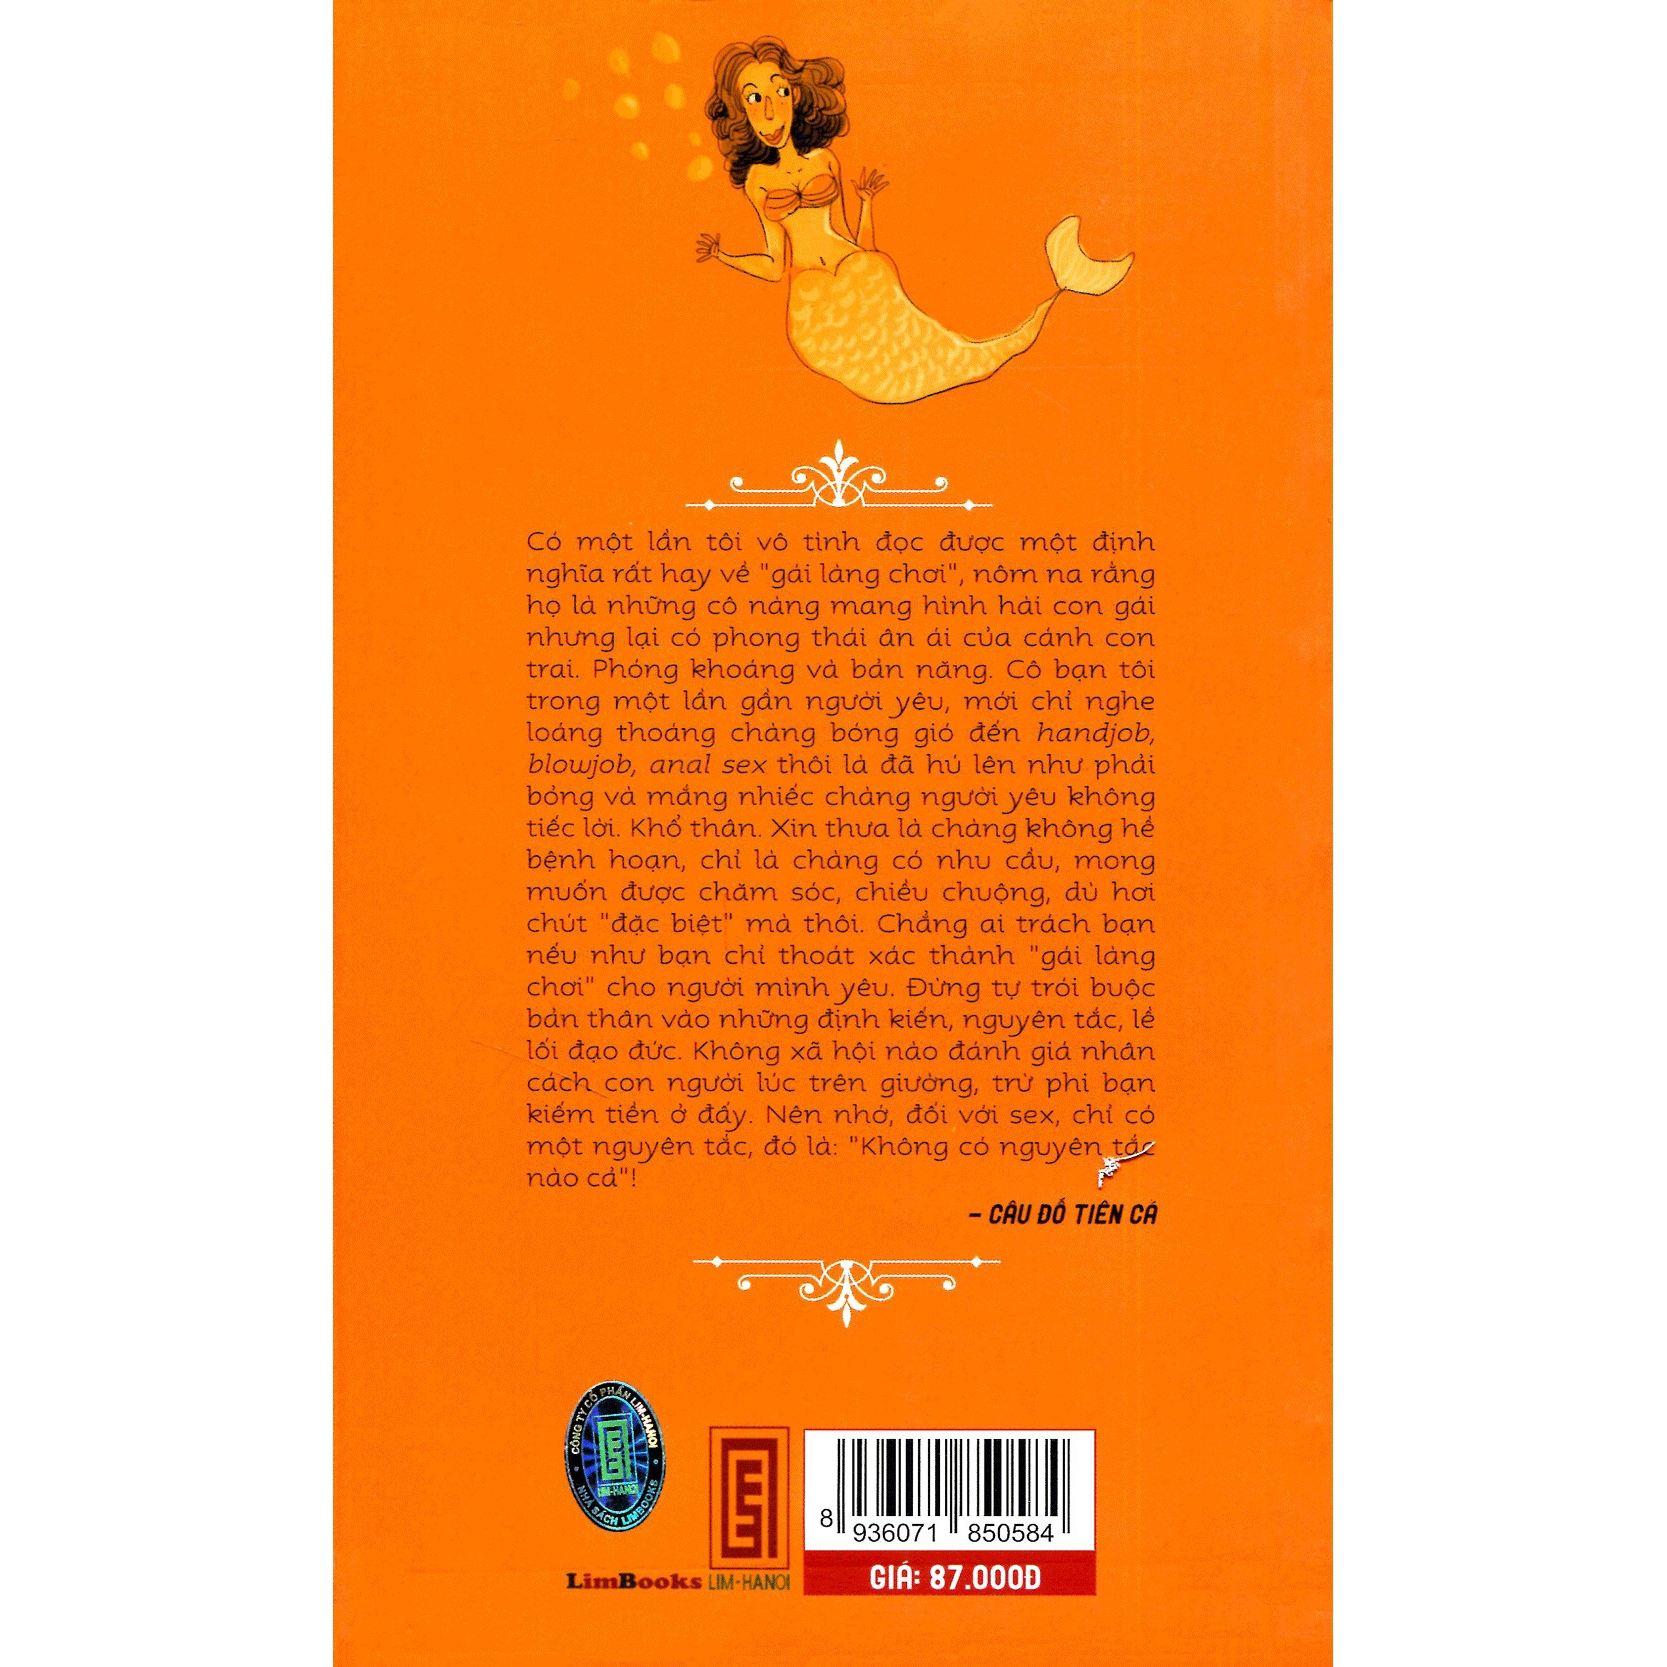 Có một lần tôi vô tình đọc được một định
nghĩa rất hay về "gái làng chơi", nôm na rằng
họ là những cô nàng mang hình hài con gái
nhưng lại có phong thái ân ái của cánh con
trai. Phóng khoáng và bản năng. Cô bạn tôi
trong một lần gần người yêu, mới chỉ nghe
loáng thoáng chàng bóng gió đến handjob,
blowjob, anal sex thôi là đã hú lên như phải
bỏng và mắng nhiếc chàng người yêu không
tiếc lời. Khổ thân. Xin thưa là chàng không hề
bệnh hoạn, chỉ là chàng có nhu cầu, mong
muốn được chăm sóc, chiều chuộng, dù hơi
chút "đặc biệt" mà thôi. Chẳng ai trách bạn
nếu như bạn chỉ thoát xác thành "gái làng
chơi" cho người mình yêu. Đừng tự trói buộc
bản thân vào những định kiến, nguyên tắc, lề
lối đạo đức. Không xã hội nào đánh giá nhân
cách con người lúc trên giường, trừ phi bạn
kiếm tiền ở đấy. Nên nhớ, đối với sex, chỉ có
một nguyên tắc, đó là: "Không có nguyên tắc
nào cả"!
– CÂU ĐỐ TIÊN CÁ
CÔNG TY CỔ PHẦN LIM-HANOI
LIM-HANOI
NHÀ SÁCH LIMBOOKS
LimBooks
LIM-HANOI
8 936071 850584
GIÁ: 87.000Đ